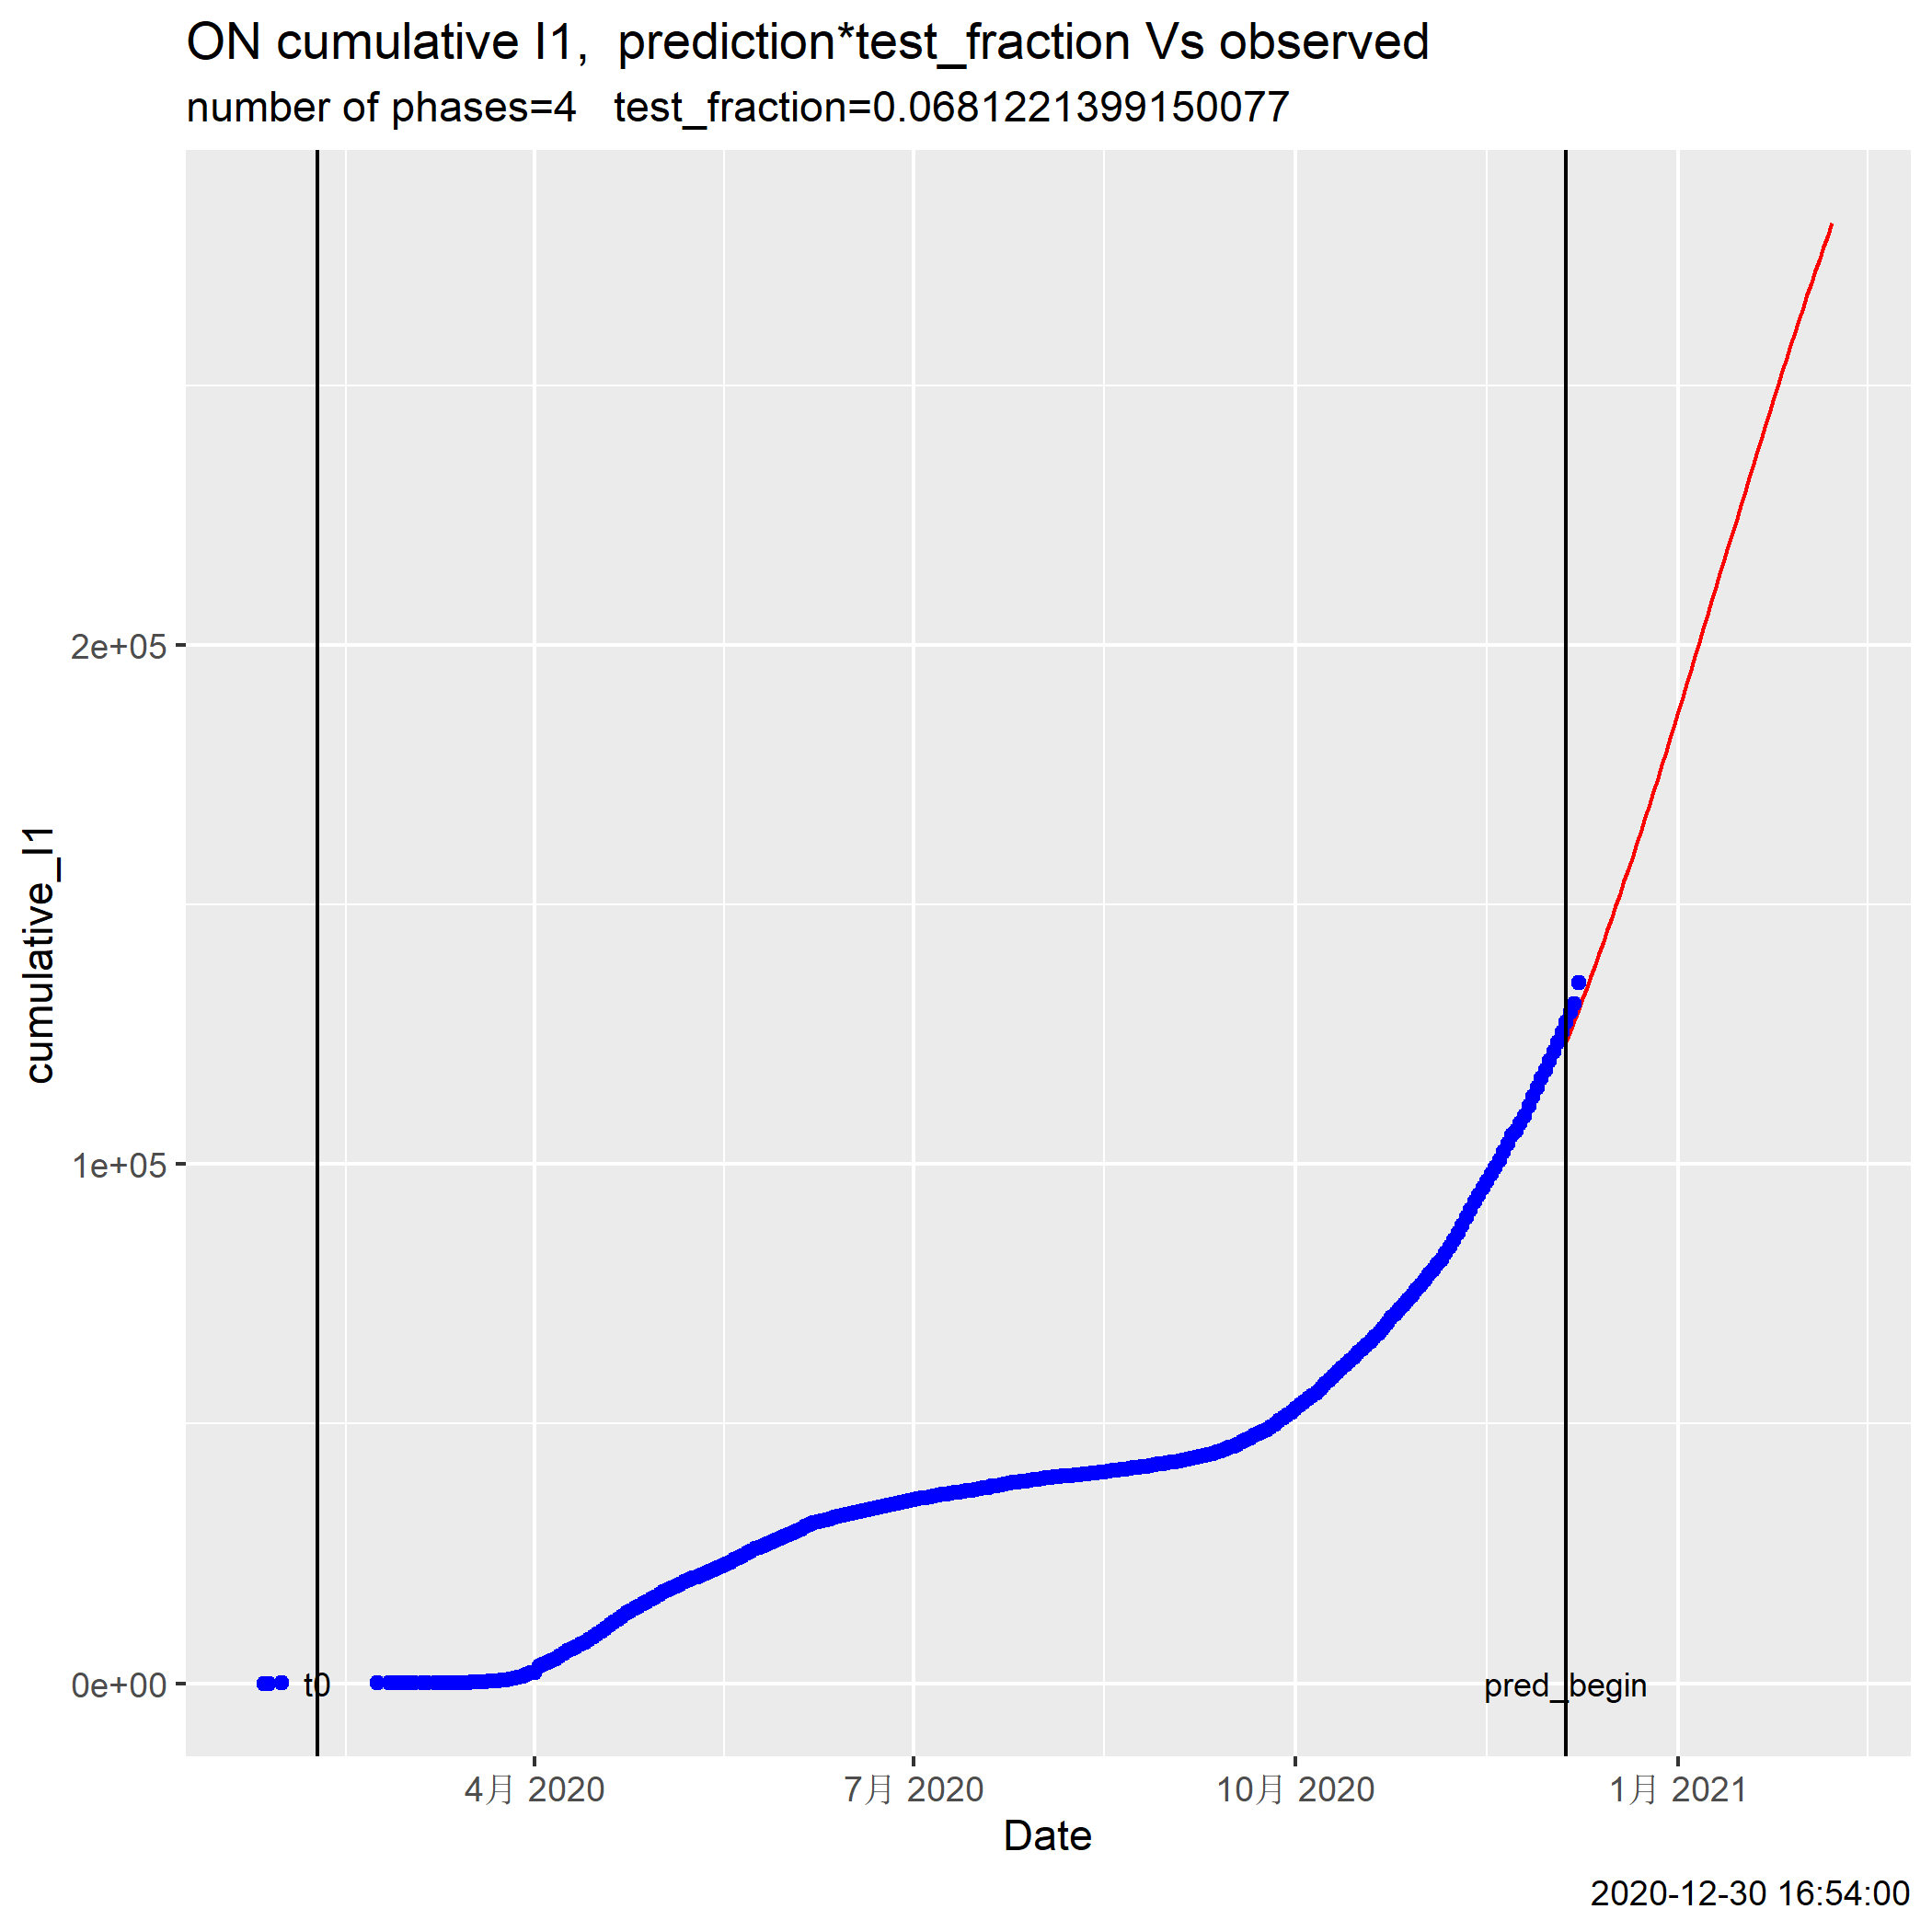 ON cumulative I1,  prediction*test_fraction Vs observed
number of phases=4   test_fraction=0.0681221399150077
cumulative_I1
2e+05
1e+05
0e+00
t0
pred_begin
4月 2020
7月 2020
10月 2020
1月 2021
Date
2020-12-30 16:54:00